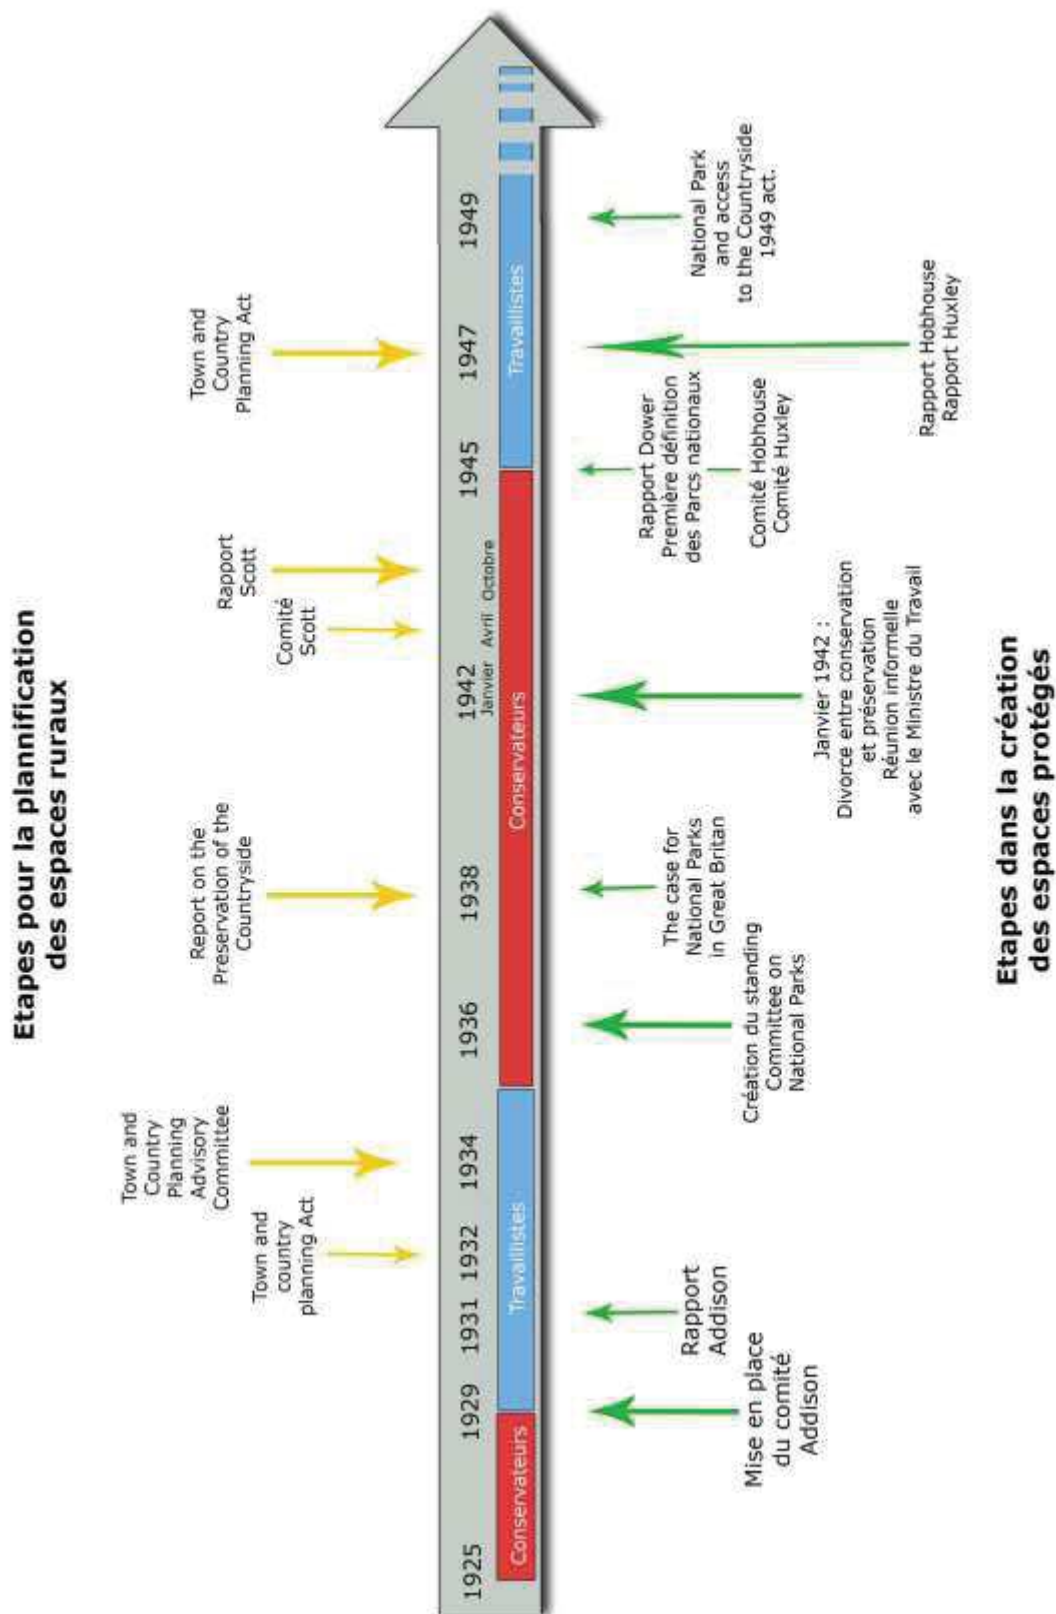 Etapes pour la plannification
des espaces ruraux
Town and
country
planning Act
Town and
Country
Planning
Advisory
Committee
Report on the
Preservation of the
Countryside
Comité
Scott
Rapport
Scott
Town and
Country
Planning Act
1925
1929
1931
1932
1934
1936
1938
1942
Janvier
Avril
Octobre
1945
1947
1949
Conservateurs
Travaillistes
Conservateurs
Travaillistes
Mise en place
du comité
Addison
Rapport
Addison
Création du standing
Committee on
National Parks
The case for
National Parks
in Great Britan
Janvier 1942 :
Divorce entre conservation
et préservation
Réunion informelle
avec le Ministre du Travail
Rapport Dower
Première définition
des Parcs nationaux
Comité Hobhouse
Comité Huxley
Rapport Hobhouse
Rapport Huxley
National Park
and access
to the Countryside
1949 act.
Etapes dans la création
des espaces protégés